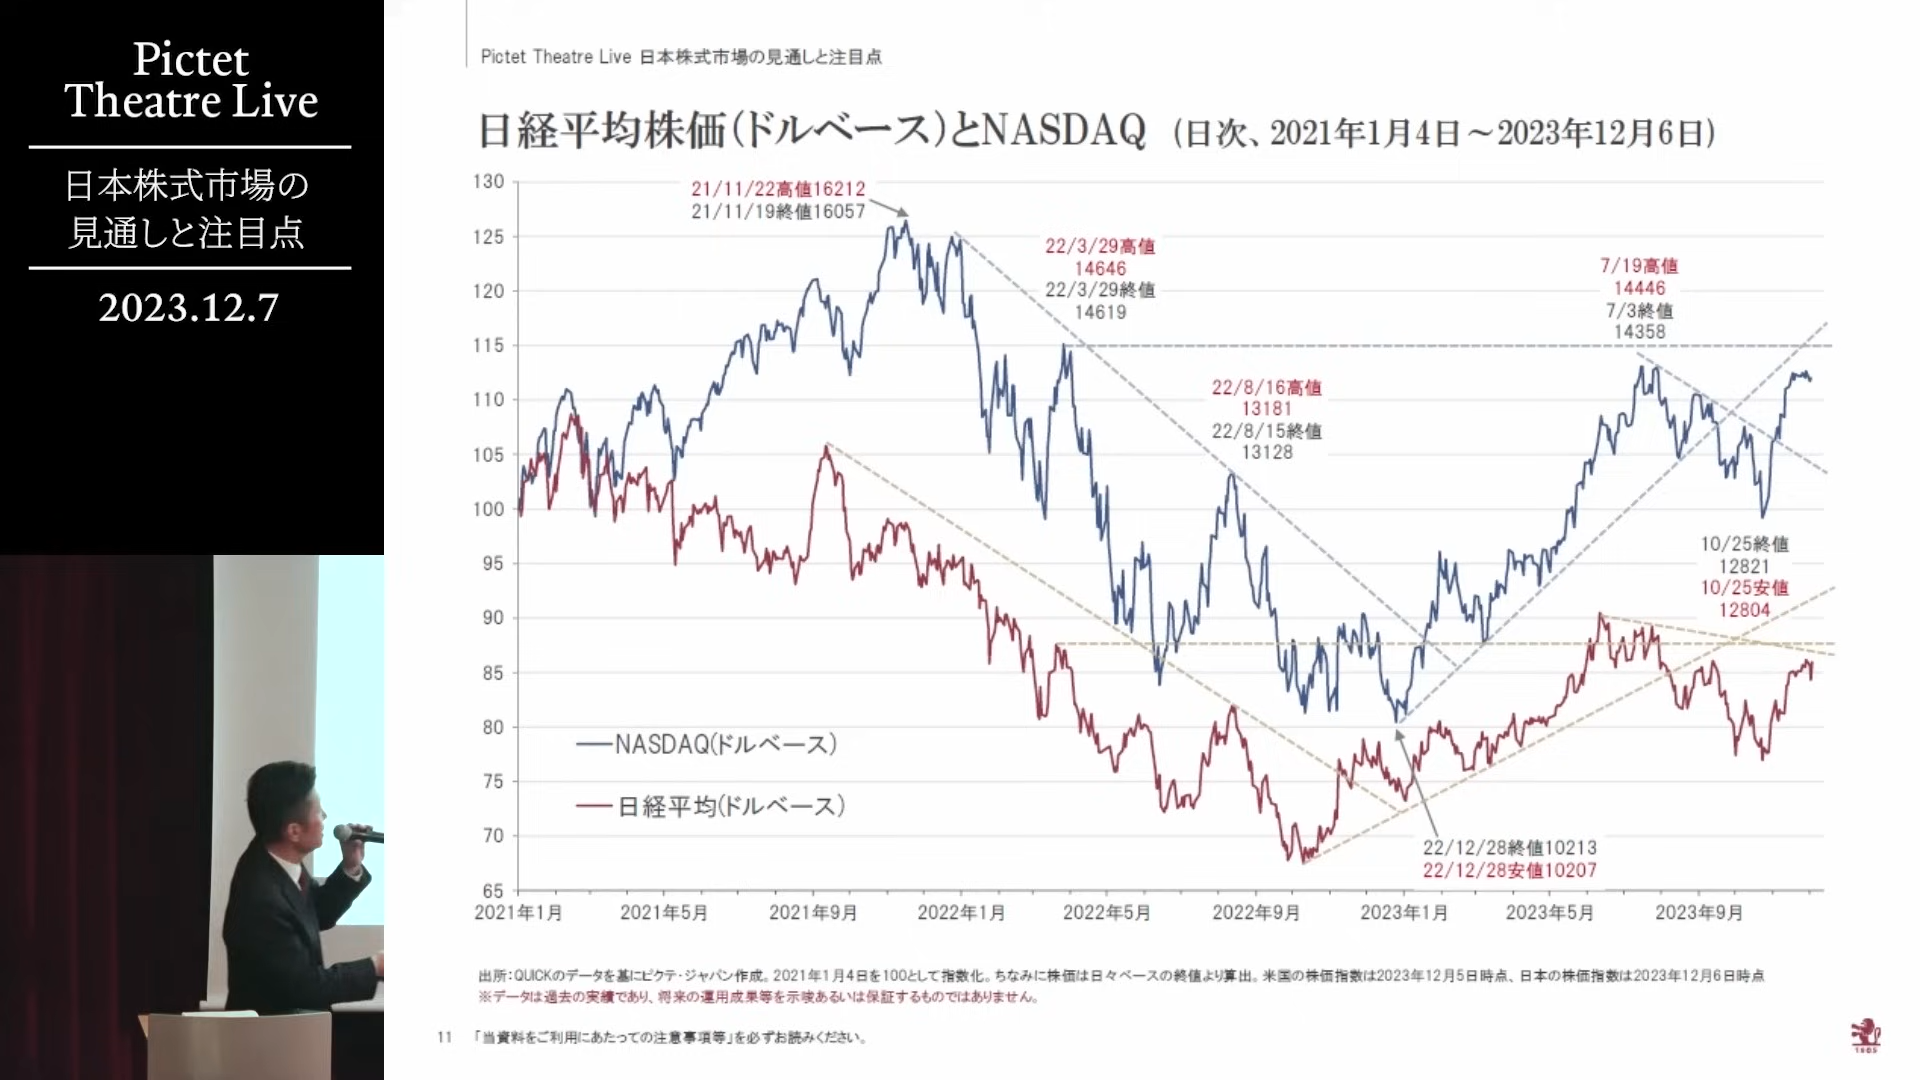 Pictet
Theatre Live
日本株式市場の
見通しと注目点
2023.12.7
Pictet Theatre Live 日本株式市場の見通しと注目点
日経平均株価(ドルベース)とNASDAQ (日次、2021年1月4日～2023年12月6日)
130
125
120
115
110
105
100
95
90
85
80
75
70
65
21/11/22高値16212
21/11/19終値16057
22/3/29高値
14646
22/3/29終値
14619
22/8/16高値
13181
22/8/15終値
13128
7/19高値
14446
7/3終値
14358
10/25終値
12821
10/25安値
12804
22/12/28終値10213
22/12/28安値10207
NASDAQ(ドルベース)
日経平均(ドルベース)
2021年1月
2021年5月
2021年9月
2022年1月
2022年5月
2022年9月
2023年1月
2023年5月
2023年9月
出所：QUICKのデータを基にピクテ・ジャパン作成。2021年1月4日を100として指数化。ちなみに株価は日々ベースの終値より算出。米国の株価指数は2023年12月5日時点、日本の株価指数は2023年12月6日時点
※データは過去の実績であり、将来の運用成果等を示唆あるいは保証するものではありません。
11 「当資料をご利用にあたっての注意事項等」を必ずお読みください。
1805